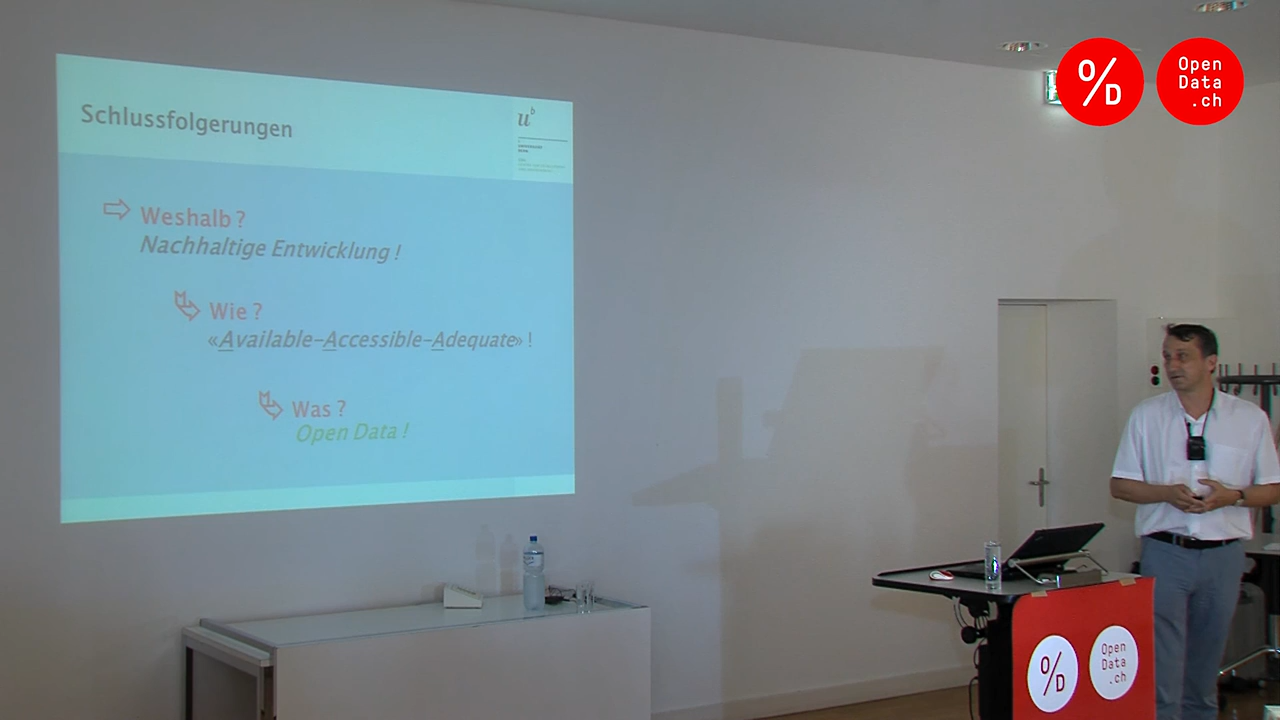 Schlussfolgerungen
u
b
Weshalb ?
Nachhaltige Entwicklung !
Wie ?
«Available-Accessible-Adequate» !
Was ?
Open Data !
%D
Open
Data
.ch
%D
Open
Data
.ch